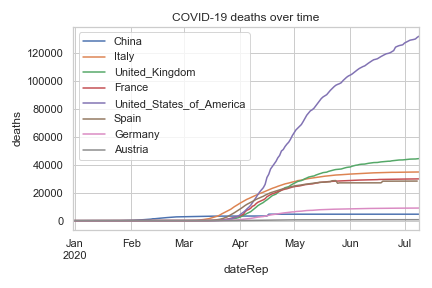 COVID-19 deaths over time
China
Italy
United_Kingdom
France
United_States_of_America
Spain
Germany
Austria
120000
100000
80000
60000
40000
20000
0
deaths
Jan Feb Mar Apr May Jun Jul
2020
dateRep